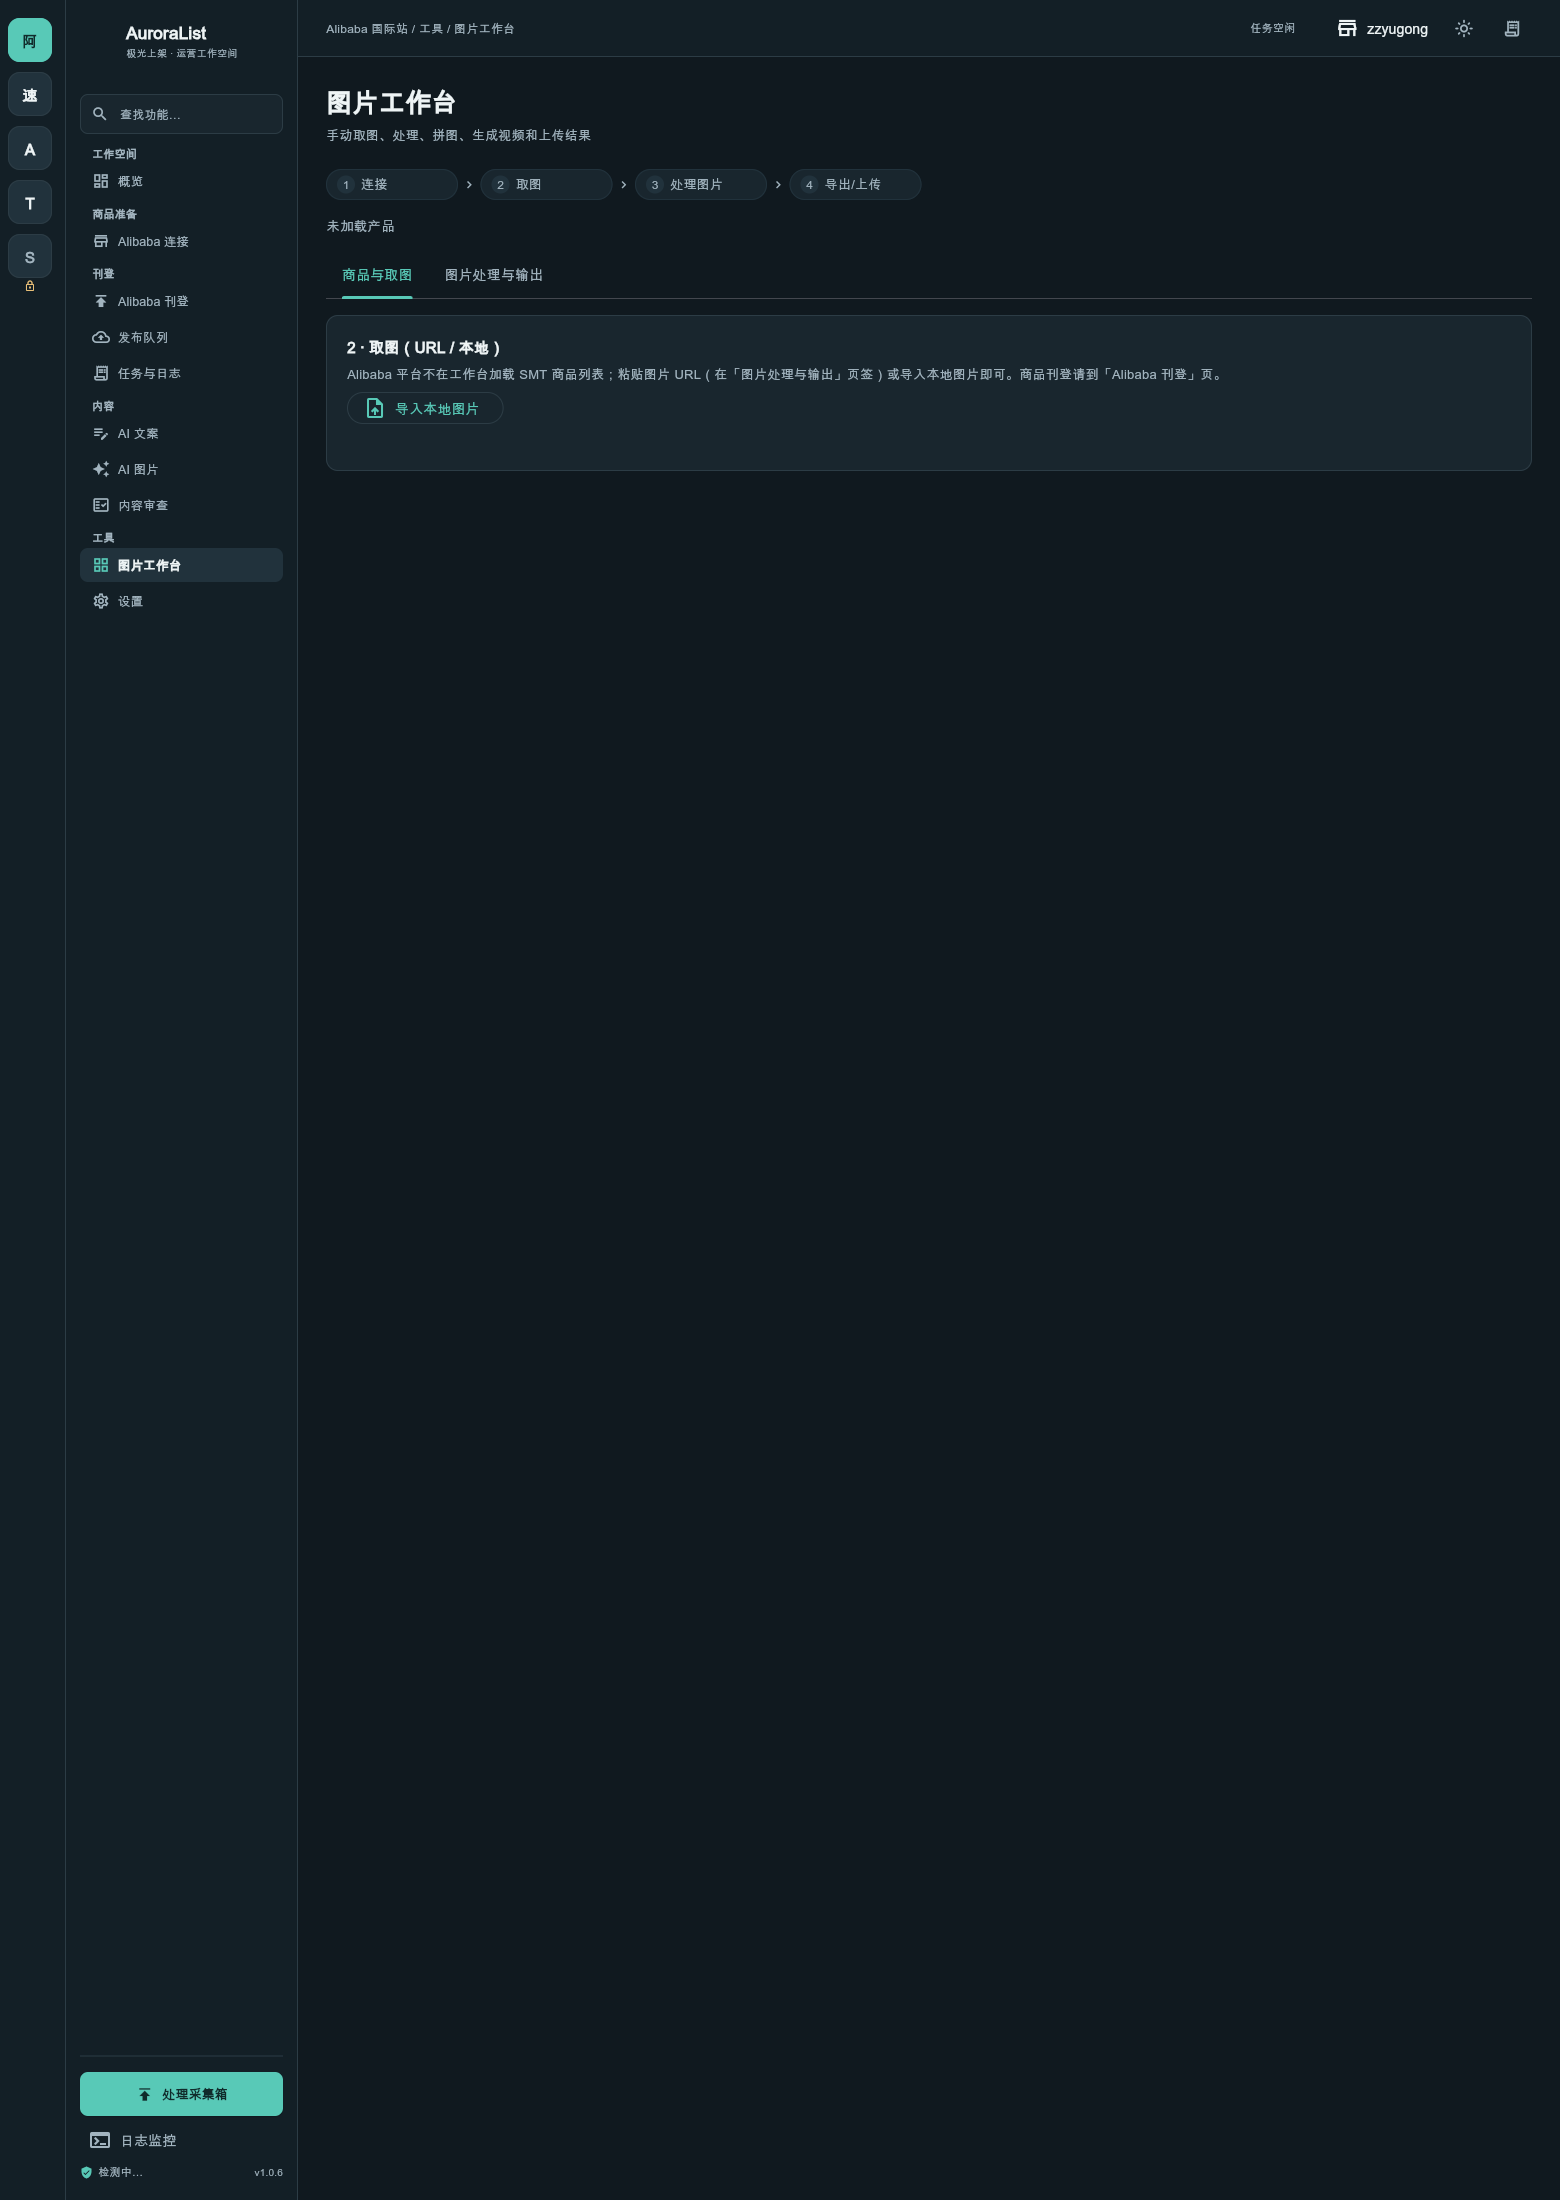 阿
速
A
T
S
AuroraList
极光上架 · 运营工作空间
查找功能...
工作空间
概览
商品准备
Alibaba 连接
刊登
Alibaba 刊登
发布队列
任务与日志
内容
AI 文案
AI 图片
内容审查
工具
图片工作台
设置
处理采集箱
日志监控
检测中...
v1.0.6
Alibaba 国际站 / 工具 / 图片工作台
任务空闲
zzyugong
图片工作台
手动取图、处理、拼图、生成视频和上传结果
1 连接
2 取图
3 处理图片
4 导出/上传
未加载产品
商品与取图
图片处理与输出
2 · 取图（URL / 本地）
Alibaba 平台不在工作台加载 SMT 商品列表；粘贴图片 URL（在「图片处理与输出」页签）或导入本地图片即可。商品刊登请到「Alibaba 刊登」页。
导入本地图片